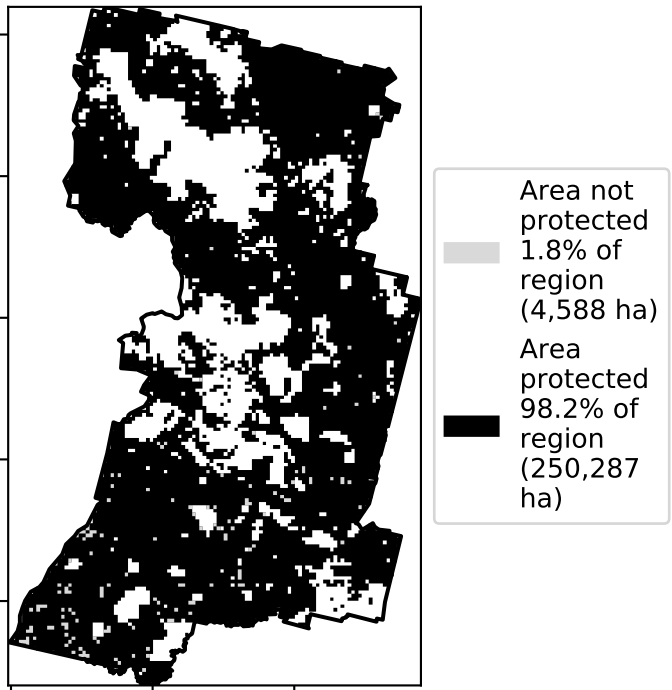 Area not
protected
1.8% of
region
(4,588 ha)
Area
protected
98.2% of
region
(250,287
ha)